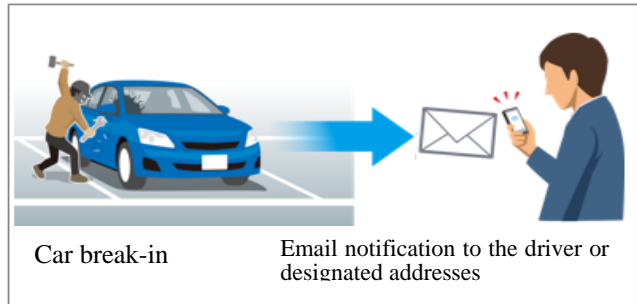 Car break-in
Email notification to the driver or
designated addresses